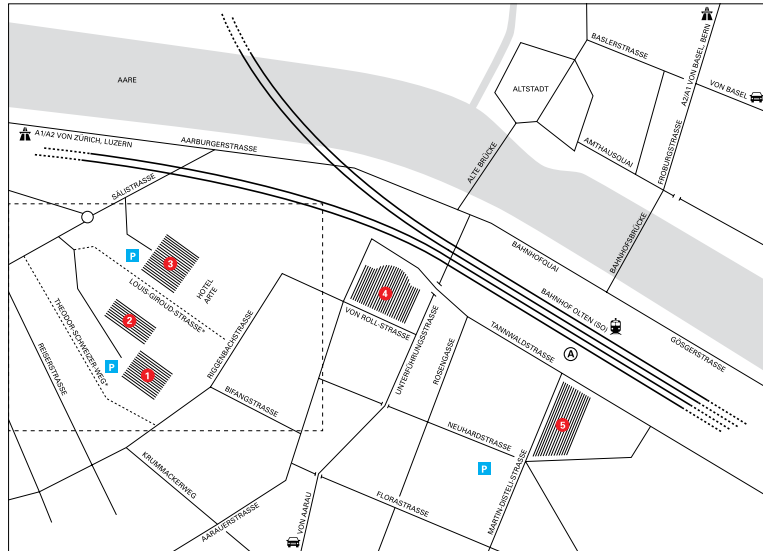 AARE
BASLERSTRASSE
A2/A1 VON BASEL, BERN
VON BASEL
ALTSTADT
A1/A2 VON ZÜRICH, LUZERN
AARBURGERSTRASSE
ALTE BRÜCKE
AMTHAUSQUAI
FROBURGSTRASSE
SÄLISTRASSE
BAHNHOFQUAI
BAHNHOFSBRÜCKE
P
3
HOTEL
ARTE
LOUIS-GIROUD-STRASSE*
BAHNHOF OLTEN (SO)
GÖSGERSTRASSE
4
VON ROLL-STRASSE
TANNWALDSTRASSE
A
2
THEODOR-SCHWEIZER-WEG*
REISERSTRASSE
P
1
RIGGENBACHSTRASSE
UNTERFÜHRUNGSTRASSE
ROSENGASSE
BIFANGSTRASSE
NEUHARDSTRASSE
5
P
KRUMMACKERWEG
AARAUERSTRASSE
VON AARAU
FLORASTRASSE
MARTIN-DISTELI-STRASSE